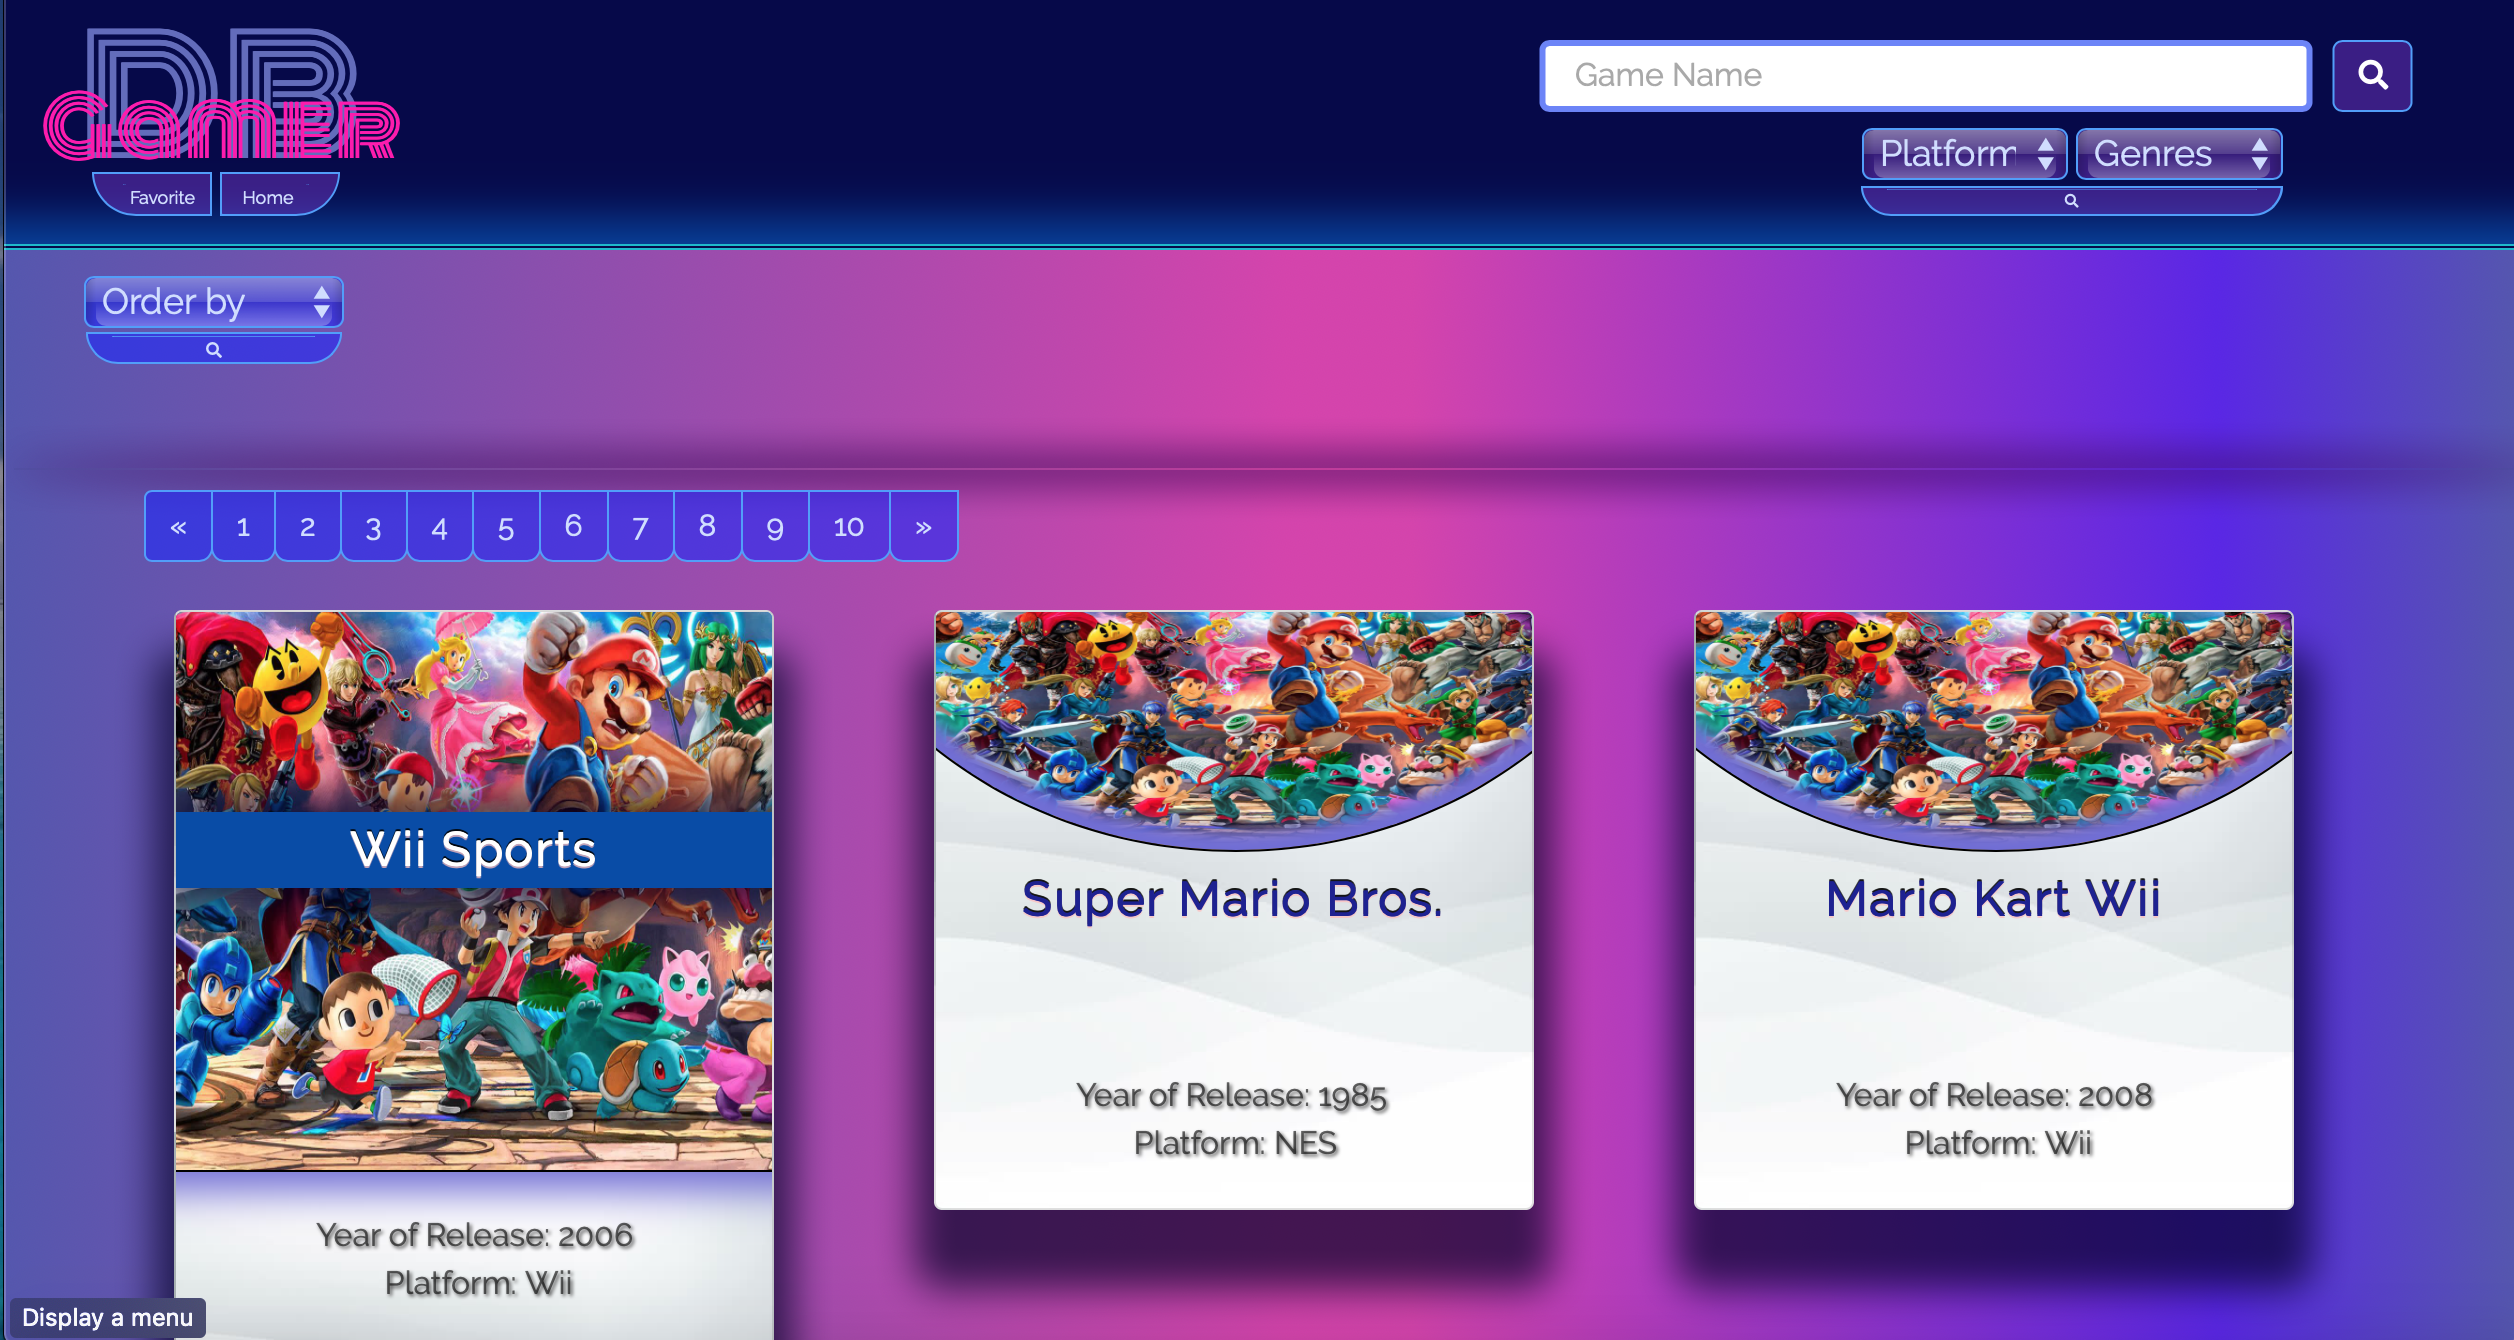 DB
GamER
Favorite Home
Game Name
Platform Genres
Order by
« 1 2 3 4 5 6 7 8 9 10 »
Wii Sports
Year of Release: 2006
Platform: Wii
Super Mario Bros.
Year of Release: 1985
Platform: NES
Mario Kart Wii
Year of Release: 2008
Platform: Wii
Display a menu